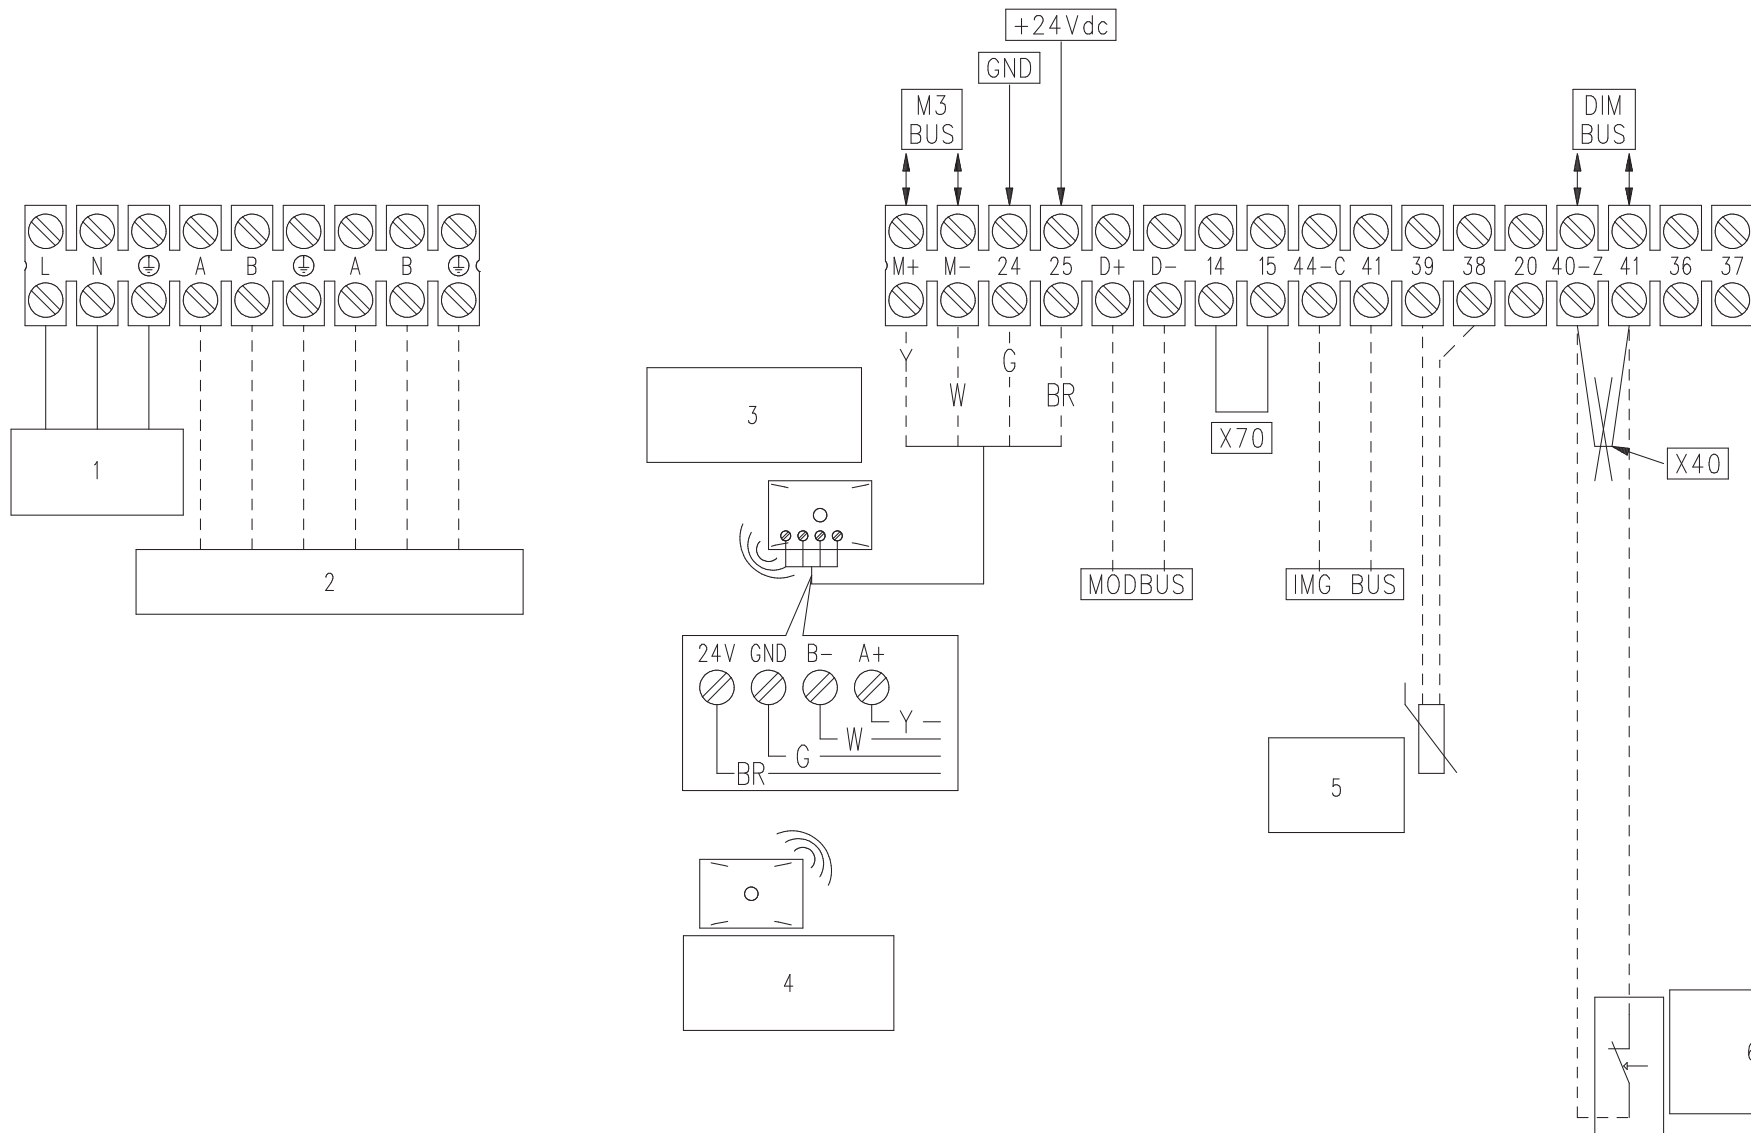 +24Vdc
GND
M3
BUS
DIM
BUS
L N A B A B
M+ M- 24 25 D+ D- 14 15 44-C 41 39 38 20 40-Z 41 36 37
Y
G
W
BR
3
X70
X40
1
2
MODBUS
IMG BUS
24V GND B- A+
Y
W
G
BR
5
4